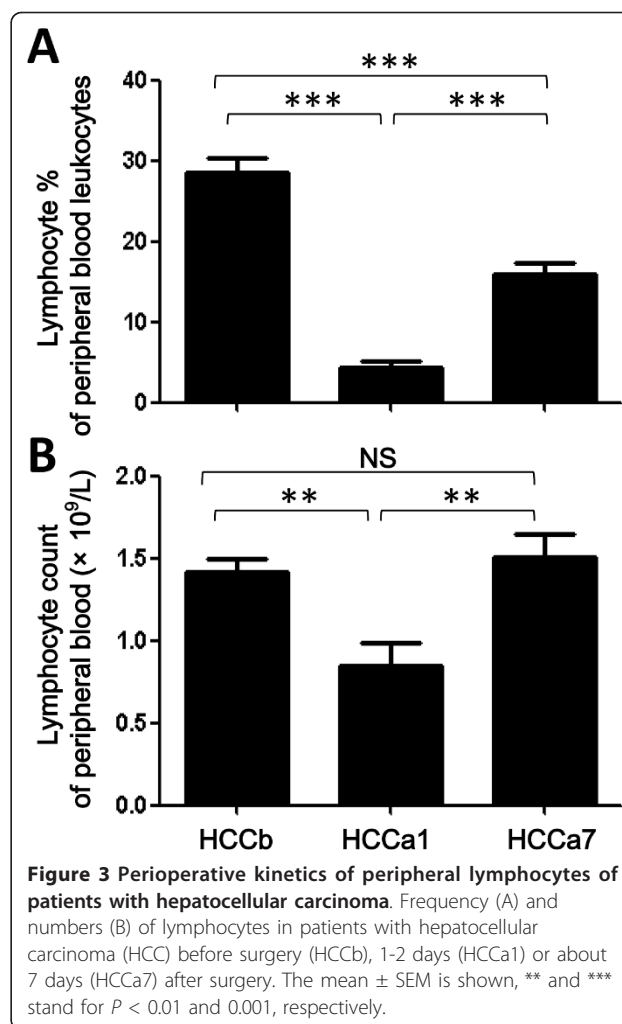 A
***
*** ***
Lymphocyte %
of peripheral blood leukocytes
40
30
20
10
0
B
NS
** **
Lymphocyte count
of peripheral blood (× 10⁹/L)
2.0
1.5
1.0
0.5
0.0
HCCb HCCa1 HCCa7
Figure 3 Perioperative kinetics of peripheral lymphocytes of
patients with hepatocellular carcinoma. Frequency (A) and
numbers (B) of lymphocytes in patients with hepatocellular
carcinoma (HCC) before surgery (HCCb), 1-2 days (HCCa1) or about
7 days (HCCa7) after surgery. The mean ± SEM is shown, ** and ***
stand for P < 0.01 and 0.001, respectively.